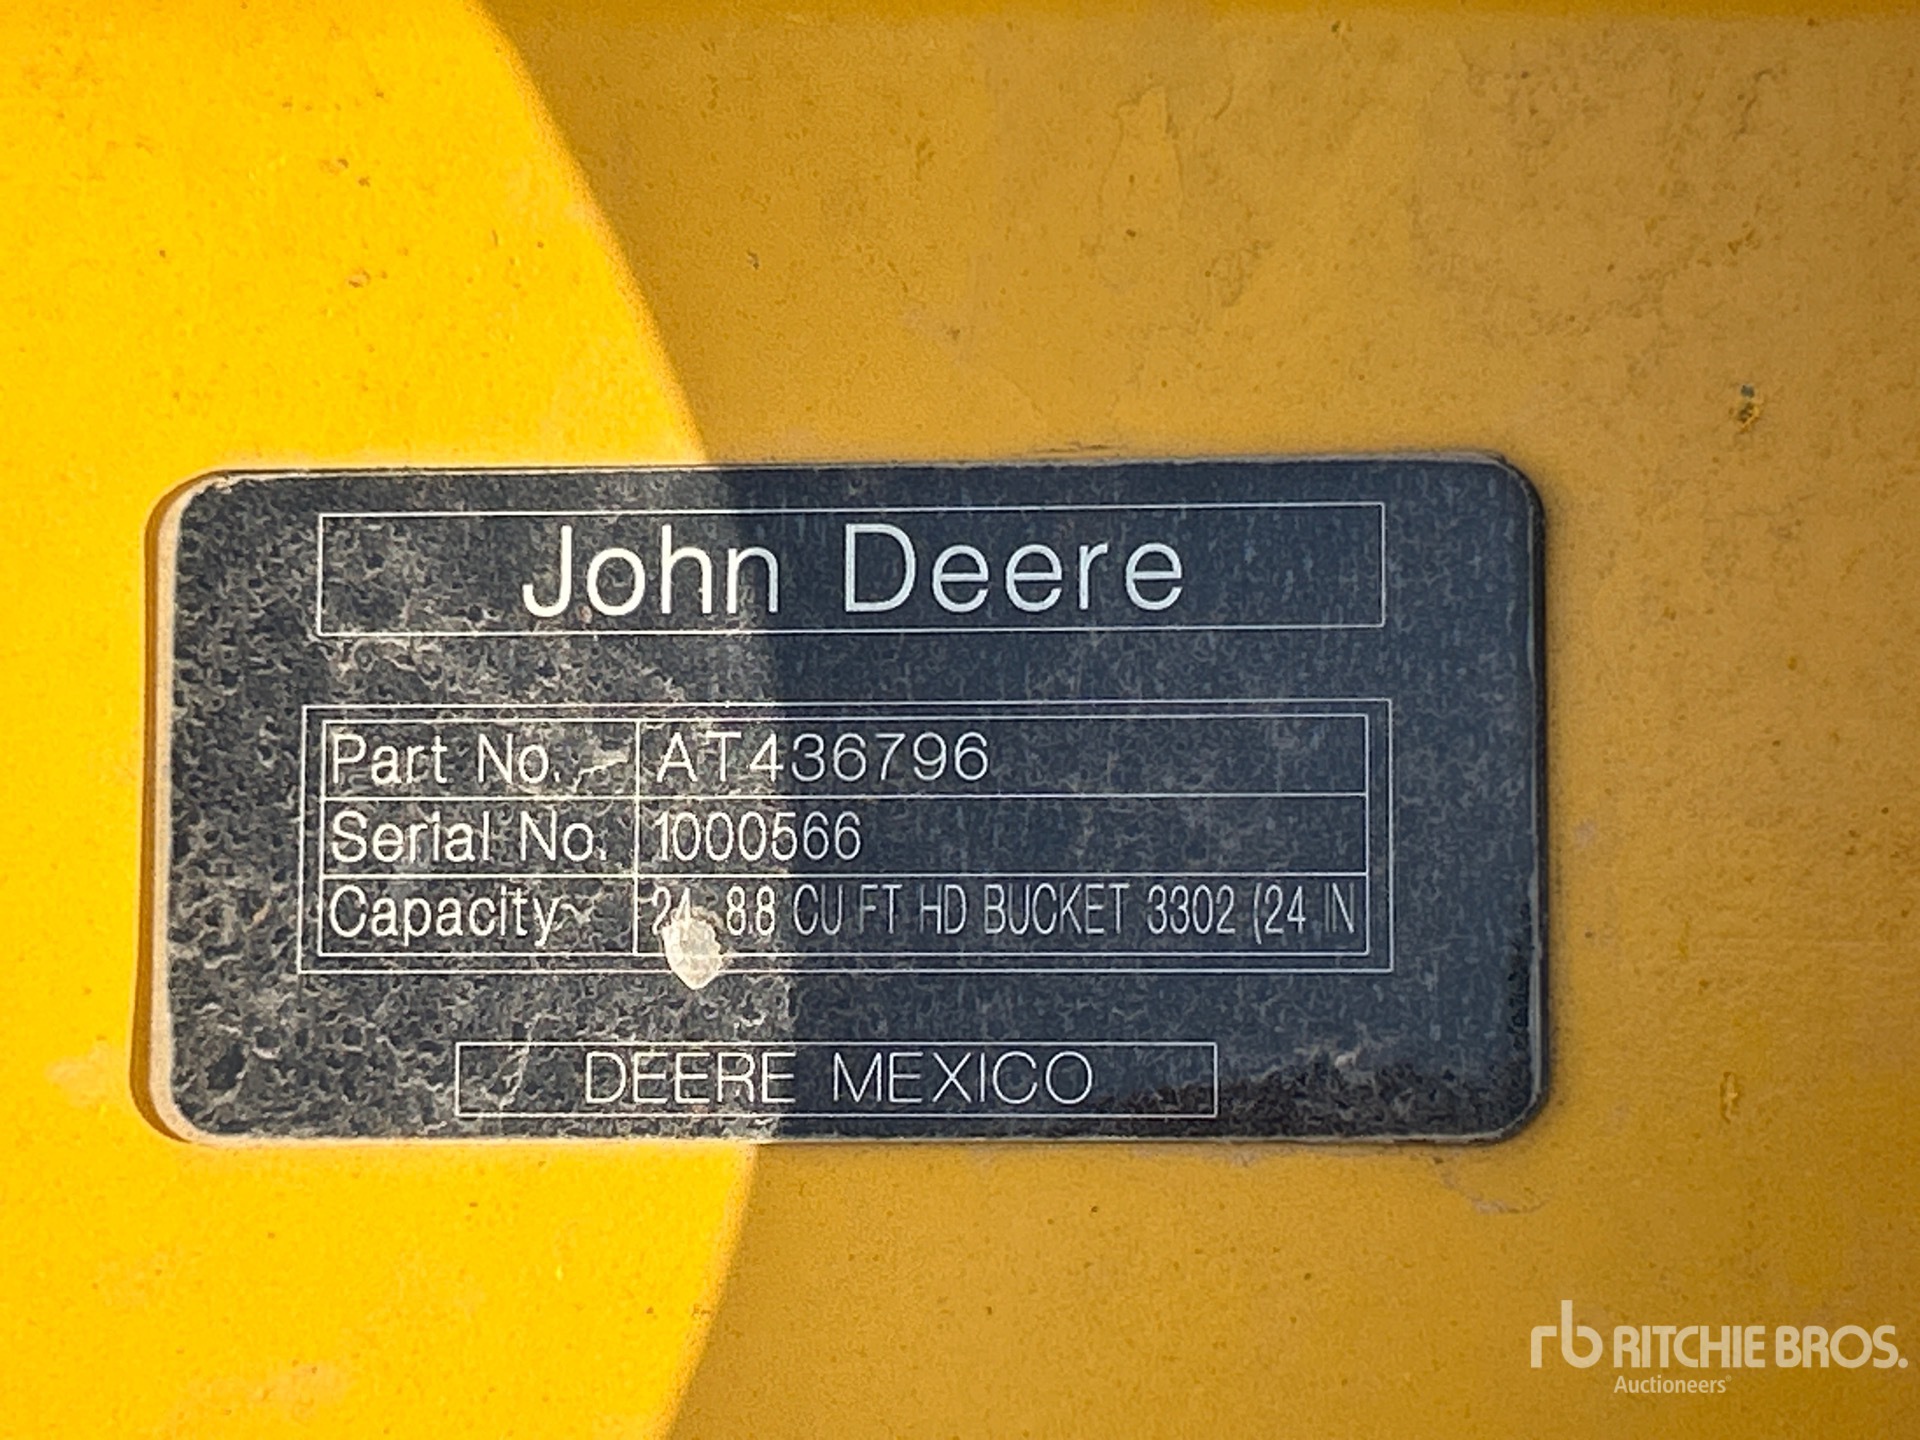 John Deere
Part No. AT436796
Serial No. 1000566
Capacity 24 8.8 CU FT HD BUCKET 3302 (24 IN
DEERE MEXICO
rb RITCHIE BROS.
Auctioneers